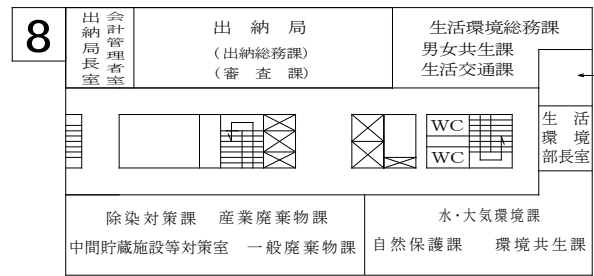 8
会計管理者室
出納局長室
出納局
(出納総務課)
(審査課)
生活環境総務課
男女共生課
生活交通課
WC
WC
生活
環境
部長室
除染対策課 産業廃棄物課
中間貯蔵施設等対策室 一般廃棄物課
水・大気環境課
自然保護課 環境共生課